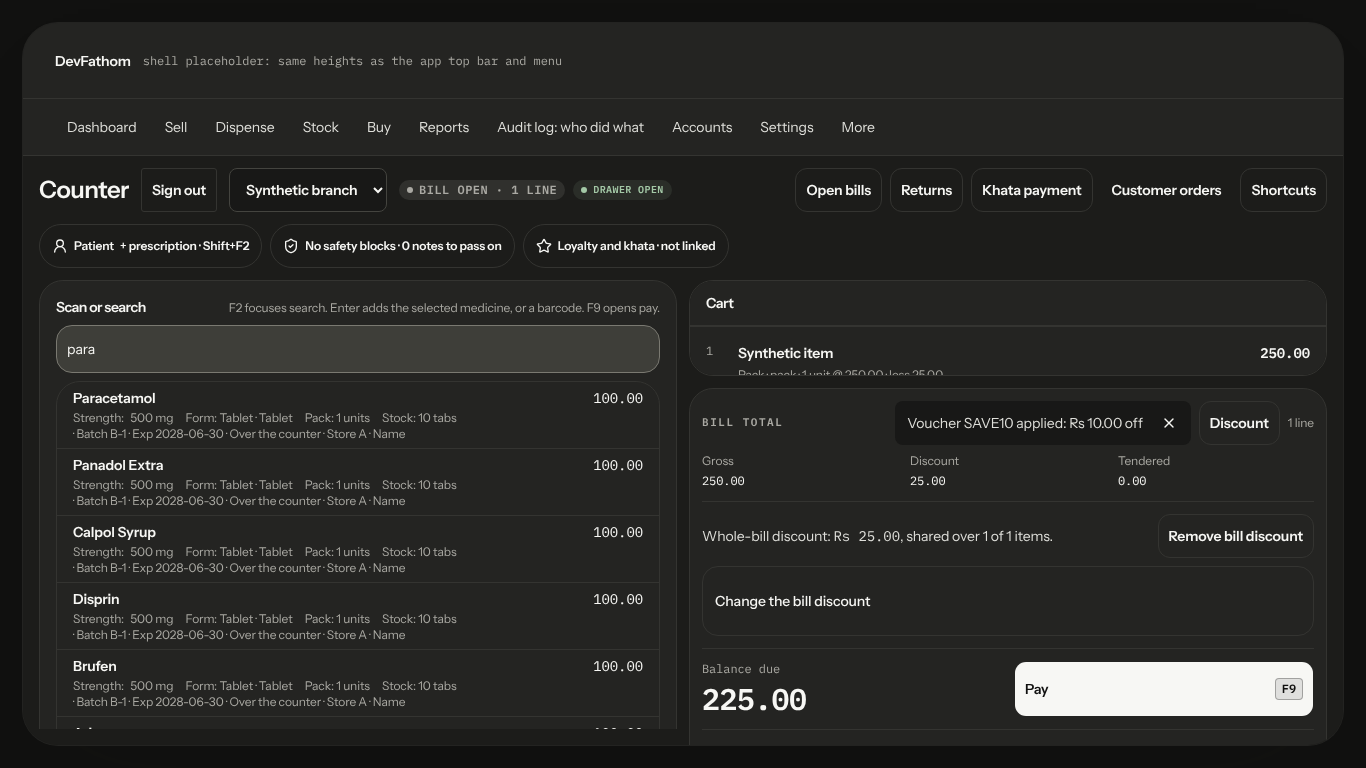 DevFathom shell placeholder: same heights as the app top bar and menu
Dashboard Sell Dispense Stock Buy Reports Audit log: who did what Accounts Settings More
Counter Sign out Synthetic branch BILL OPEN · 1 LINE DRAWER OPEN Open bills Returns Khata payment Customer orders Shortcuts
Patient + prescription · Shift+F2 No safety blocks · 0 notes to pass on Loyalty and khata · not linked
Scan or search F2 focuses search. Enter adds the selected medicine, or a barcode. F9 opens pay.
para
Paracetamol 100.00
Strength: 500 mg Form: Tablet · Tablet Pack: 1 units Stock: 10 tabs
· Batch B-1 · Exp 2028-06-30 · Over the counter · Store A · Name
Panadol Extra 100.00
Strength: 500 mg Form: Tablet · Tablet Pack: 1 units Stock: 10 tabs
· Batch B-1 · Exp 2028-06-30 · Over the counter · Store A · Name
Calpol Syrup 100.00
Strength: 500 mg Form: Tablet · Tablet Pack: 1 units Stock: 10 tabs
· Batch B-1 · Exp 2028-06-30 · Over the counter · Store A · Name
Disprin 100.00
Strength: 500 mg Form: Tablet · Tablet Pack: 1 units Stock: 10 tabs
· Batch B-1 · Exp 2028-06-30 · Over the counter · Store A · Name
Brufen 100.00
Strength: 500 mg Form: Tablet · Tablet Pack: 1 units Stock: 10 tabs
· Batch B-1 · Exp 2028-06-30 · Over the counter · Store A · Name
Cart
1 Synthetic item 250.00
Pack · pack · 1 unit @ 250.00 · less 25.00
BILL TOTAL Voucher SAVE10 applied: Rs 10.00 off Discount 1 line
Gross Discount Tendered
250.00 25.00 0.00
Whole-bill discount: Rs 25.00, shared over 1 of 1 items. Remove bill discount
Change the bill discount
Balance due
225.00
Pay F9